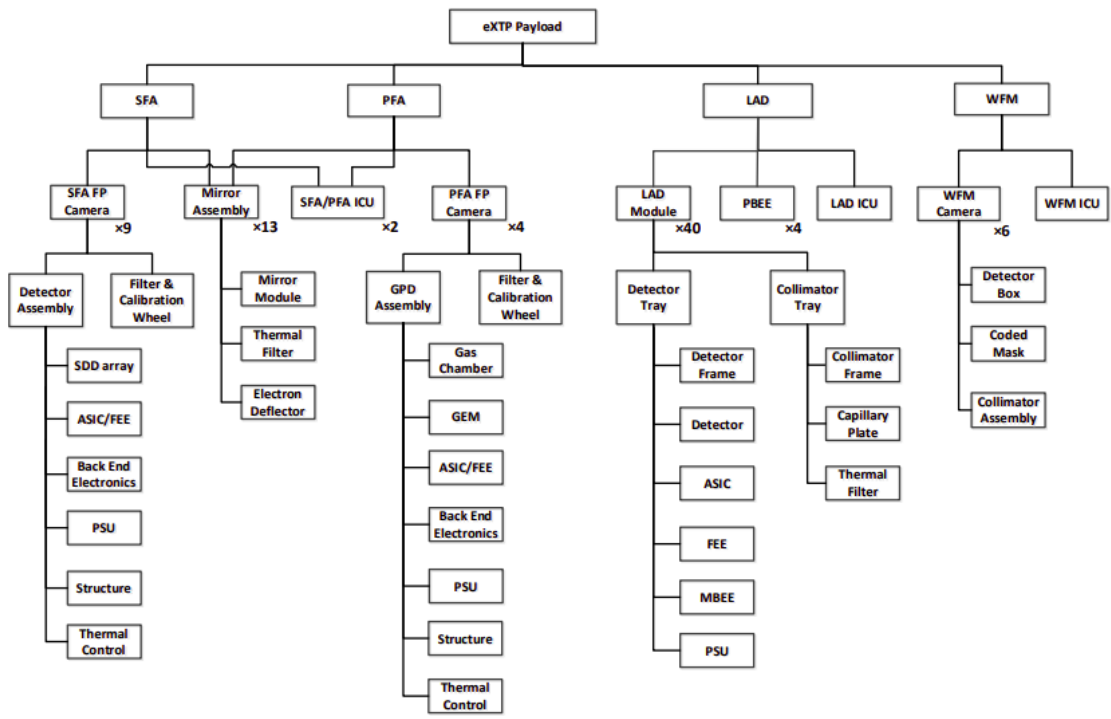 eXTP Payload
SFA
PFA
LAD
WFM
SFA FP
Camera
×9
Mirror
Assembly
×13
SFA/PFA ICU
×2
PFA FP
Camera
×4
LAD
Module
×40
PBEE
×4
LAD ICU
WFM
Camera
×6
WFM ICU
Detector
Assembly
Filter &
Calibration
Wheel
SDD array
ASIC/FEE
Back End
Electronics
PSU
Structure
Thermal
Control
Mirror
Module
Thermal
Filter
Electron
Deflector
GPD
Assembly
Filter &
Calibration
Wheel
Gas
Chamber
GEM
ASIC/FEE
Back End
Electronics
PSU
Structure
Thermal
Control
Detector
Tray
Collimator
Tray
Detector
Frame
Detector
ASIC
FEE
MBEE
PSU
Collimator
Frame
Capillary
Plate
Thermal
Filter
Detector
Box
Coded
Mask
Collimator
Assembly